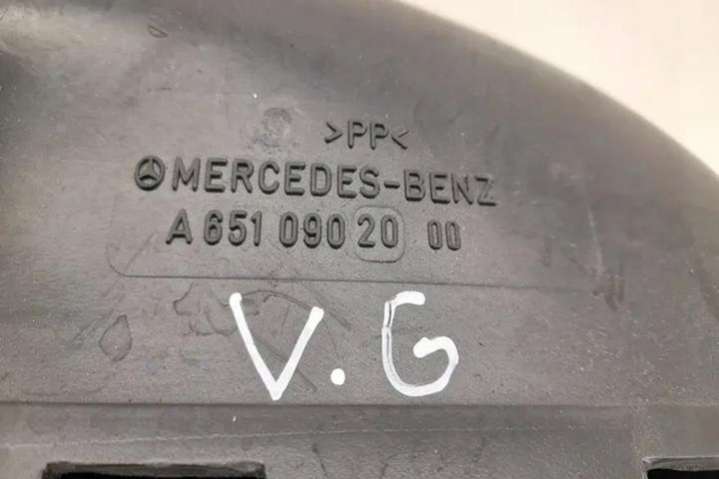 >PP<
MERCEDES-BENZ
A 651 090 20 00
V.G